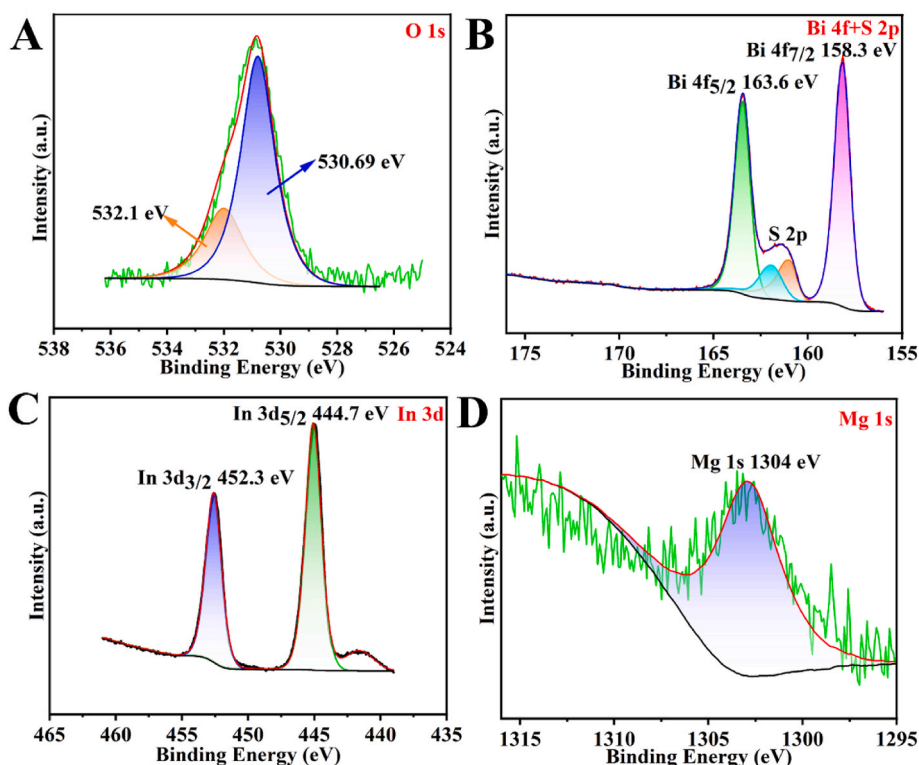 A
O 1s
532.1 eV
530.69 eV
Intensity (a.u.)
538 536 534 532 530 528 526 524
Binding Energy (eV)
B
Bi 4f+S 2p
Bi 4f7/2 158.3 eV
Bi 4f5/2 163.6 eV
S 2p
Intensity (a.u.)
175 170 165 160 155
Binding Energy (eV)
C
In 3d
In 3d5/2 444.7 eV
In 3d3/2 452.3 eV
Intensity (a.u.)
465 460 455 450 445 440 435
Binding Energy (eV)
D
Mg 1s
Mg 1s 1304 eV
Intensity (a.u.)
1315 1310 1305 1300 1295
Binding Energy (eV)